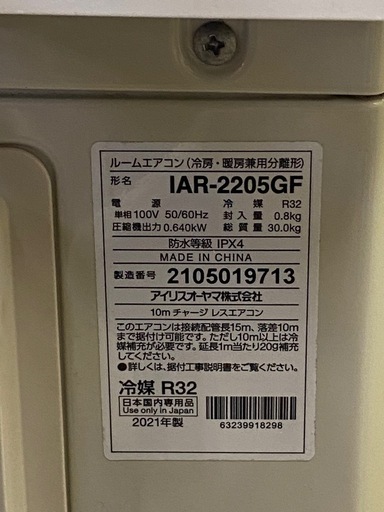 ルームエアコン（冷房・暖房兼用分離形）
形名 IAR-2205GF
電源 冷媒 R32
単相100V 50/60Hz 封入量 0.8kg
圧縮機出力 0.640kW 総質量 30.0kg
防水等級 IPX4
MADE IN CHINA
製造番号 2105019713
アイリスオーヤマ株式会社
10mチャージレスエアコン
このエアコンは接続配管長15m、落差10m
まで据付け可能です。ただし10m以上は冷
媒補充が必要です。延長1m当たり20g補充
してください。
●詳しくは、据付工事説明書をご覧ください。
冷媒 R32
日本国内専用品
Use only in Japan
2021年製
63239918298